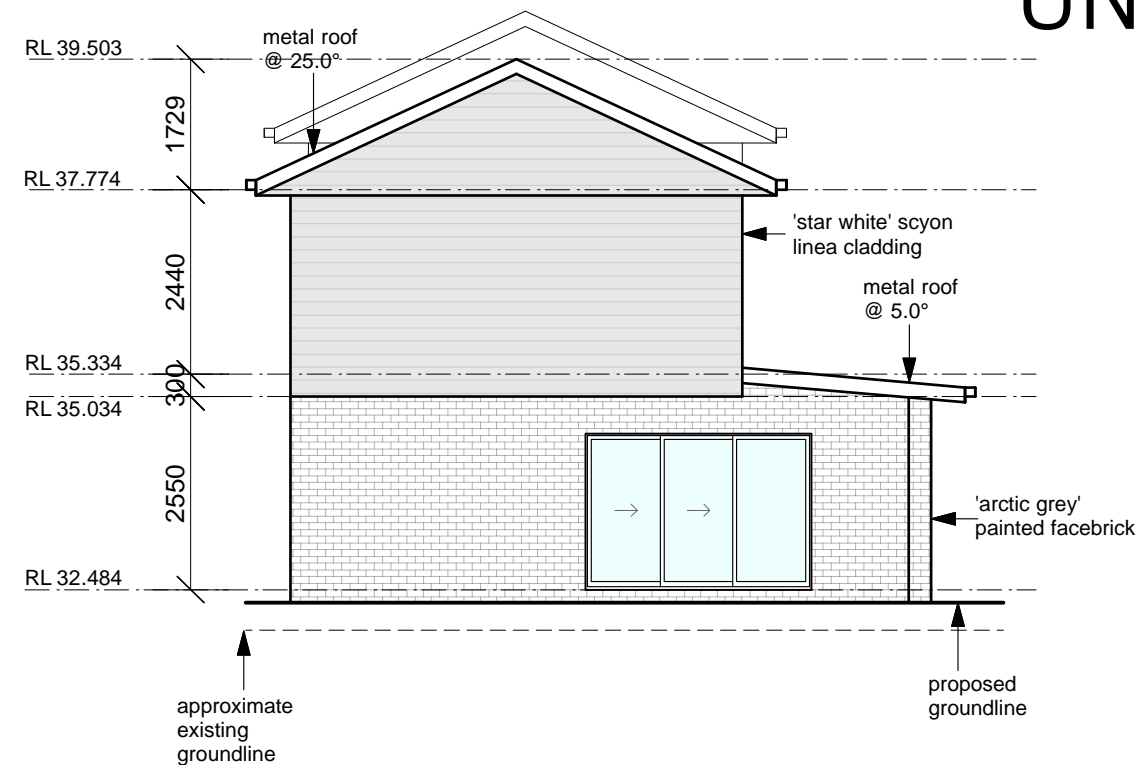 UN
RL 39.503
metal roof
@ 25.0°
1729
RL 37.774
'star white' scyon
linea cladding
2440
metal roof
@ 5.0°
RL 35.334
300
RL 35.034
2550
'arctic grey'
painted facebrick
RL 32.484
proposed
groundline
approximate
existing
groundline